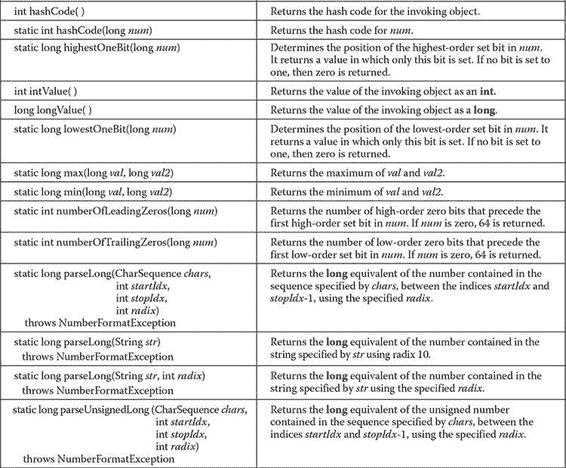 int hashCode( )
Returns the hash code for the invoking object.
static int hashCode(long num)
Returns the hash code for num.
static long highestOneBit(long num)
Determines the position of the highest-order set bit in num.
It returns a value in which only this bit is set. If no bit is set to
one, then zero is returned.
int intValue( )
Returns the value of the invoking object as an int.
long longValue( )
Returns the value of the invoking object as a long.
static long lowestOneBit(long num)
Determines the position of the lowest-order set bit in num. It
returns a value in which only this bit is set. If no bit is set to
one, then zero is returned.
static long max(long val, long val2)
Returns the maximum of val and val2.
static long min(long val, long val2)
Returns the minimum of val and val2.
static int numberOfLeadingZeros(long num)
Returns the number of high-order zero bits that precede the
first high-order set bit in num. If num is zero, 64 is returned.
static int numberOfTrailingZeros(long num)
Returns the number of low-order zero bits that precede the
first low-order set bit in num. If num is zero, 64 is returned.
static long parseLong(CharSequence chars,
int startIdx,
int stopIdx,
int radix)
throws NumberFormatException
Returns the long equivalent of the number contained in the
sequence specified by chars, between the indices startIdx and
stopIdx-1, using the specified radix.
static long parseLong(String str)
throws NumberFormatException
Returns the long equivalent of the number contained in the
string specified by str using radix 10.
static long parseLong(String str, int radix)
throws NumberFormatException
Returns the long equivalent of the number contained in the
string specified by str using the specified radix.
static long parseUnsignedLong (CharSequence chars,
int startIdx,
int stopIdx,
int radix)
throws NumberFormatException
Returns the long equivalent of the unsigned number
contained in the sequence specified by chars, between the
indices startIdx and stopIdx-1, using the specified radix.